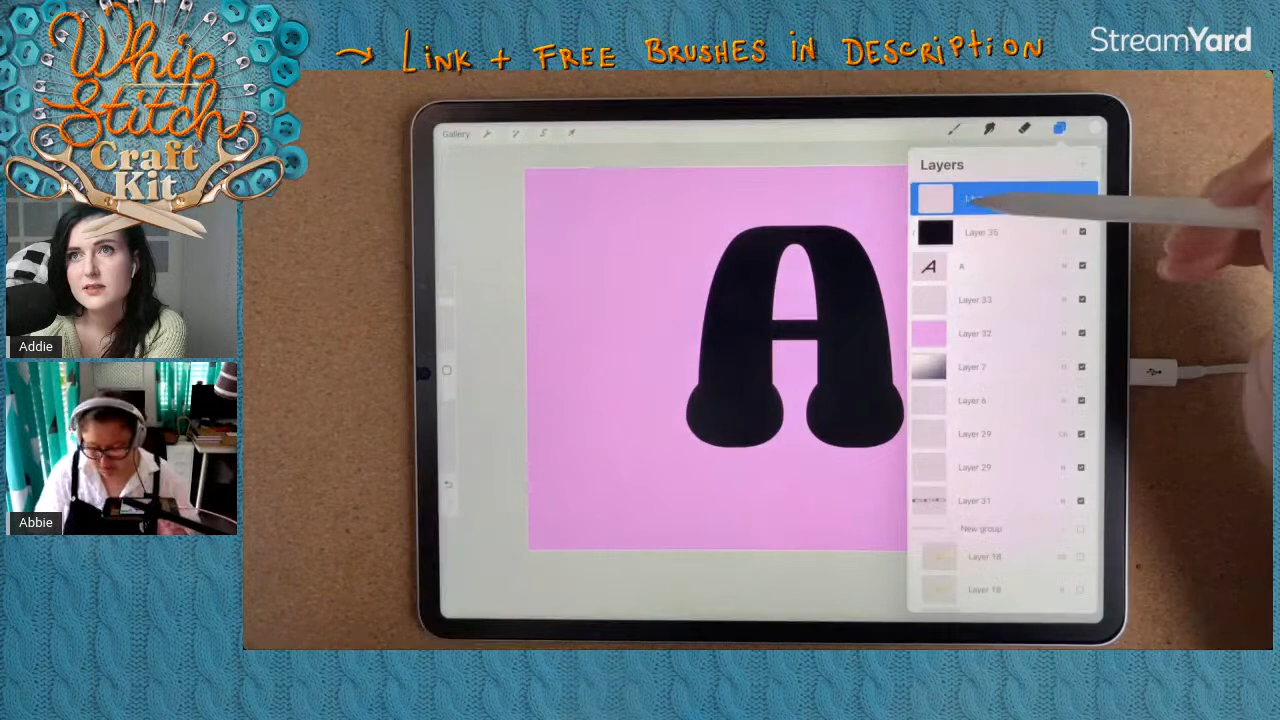 Whip
Stitch
Craft
Kit
→ Link + FREE BRUSHES in DESCRiPtiON
StreamYard
Addie
Abbie
Gallery
Layers
Layer 35
A
A
Layer 33
Layer 32
Layer 7
Layer 6
Layer 29
Layer 29
Layer 31
New group
Layer 18
Layer 18
A